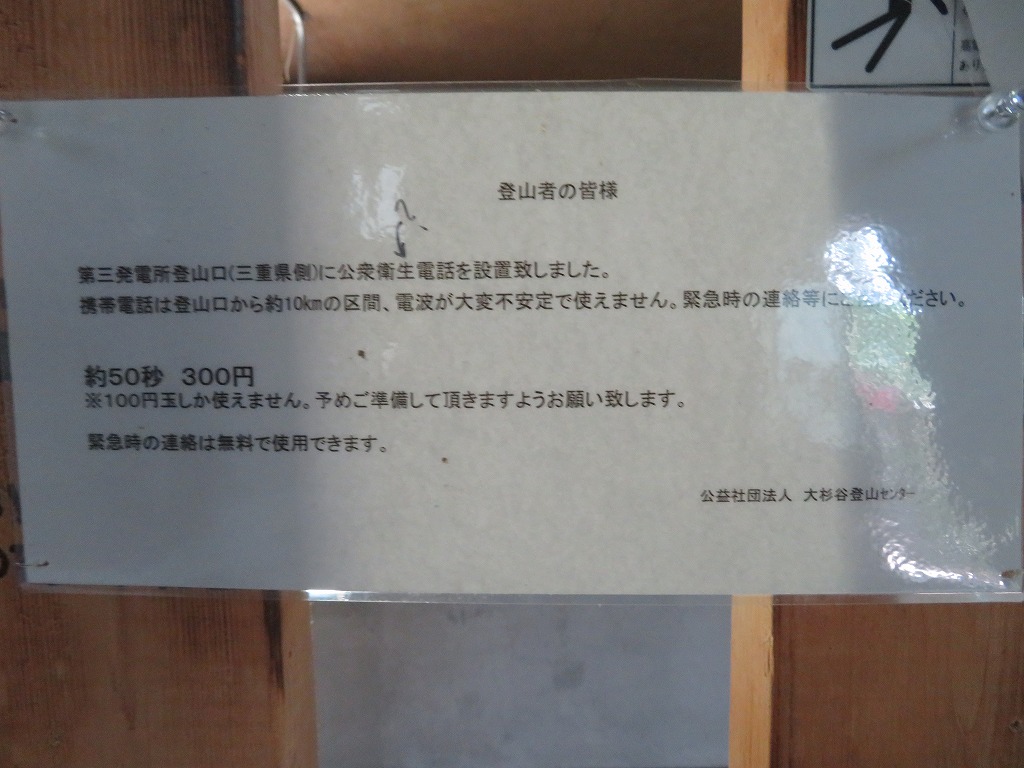 登山者の皆様
第三発電所登山口(三重県側)に公衆衛生電話を設置致しました。
携帯電話は登山口から約10kmの区間、電波が大変不安定で使えません。緊急時の連絡等にご ください。
約50秒 300円
※100円玉しか使えません。予めご準備して頂きますようお願い致します。
緊急時の連絡は無料で使用できます。
公益社団法人 大杉谷登山センター